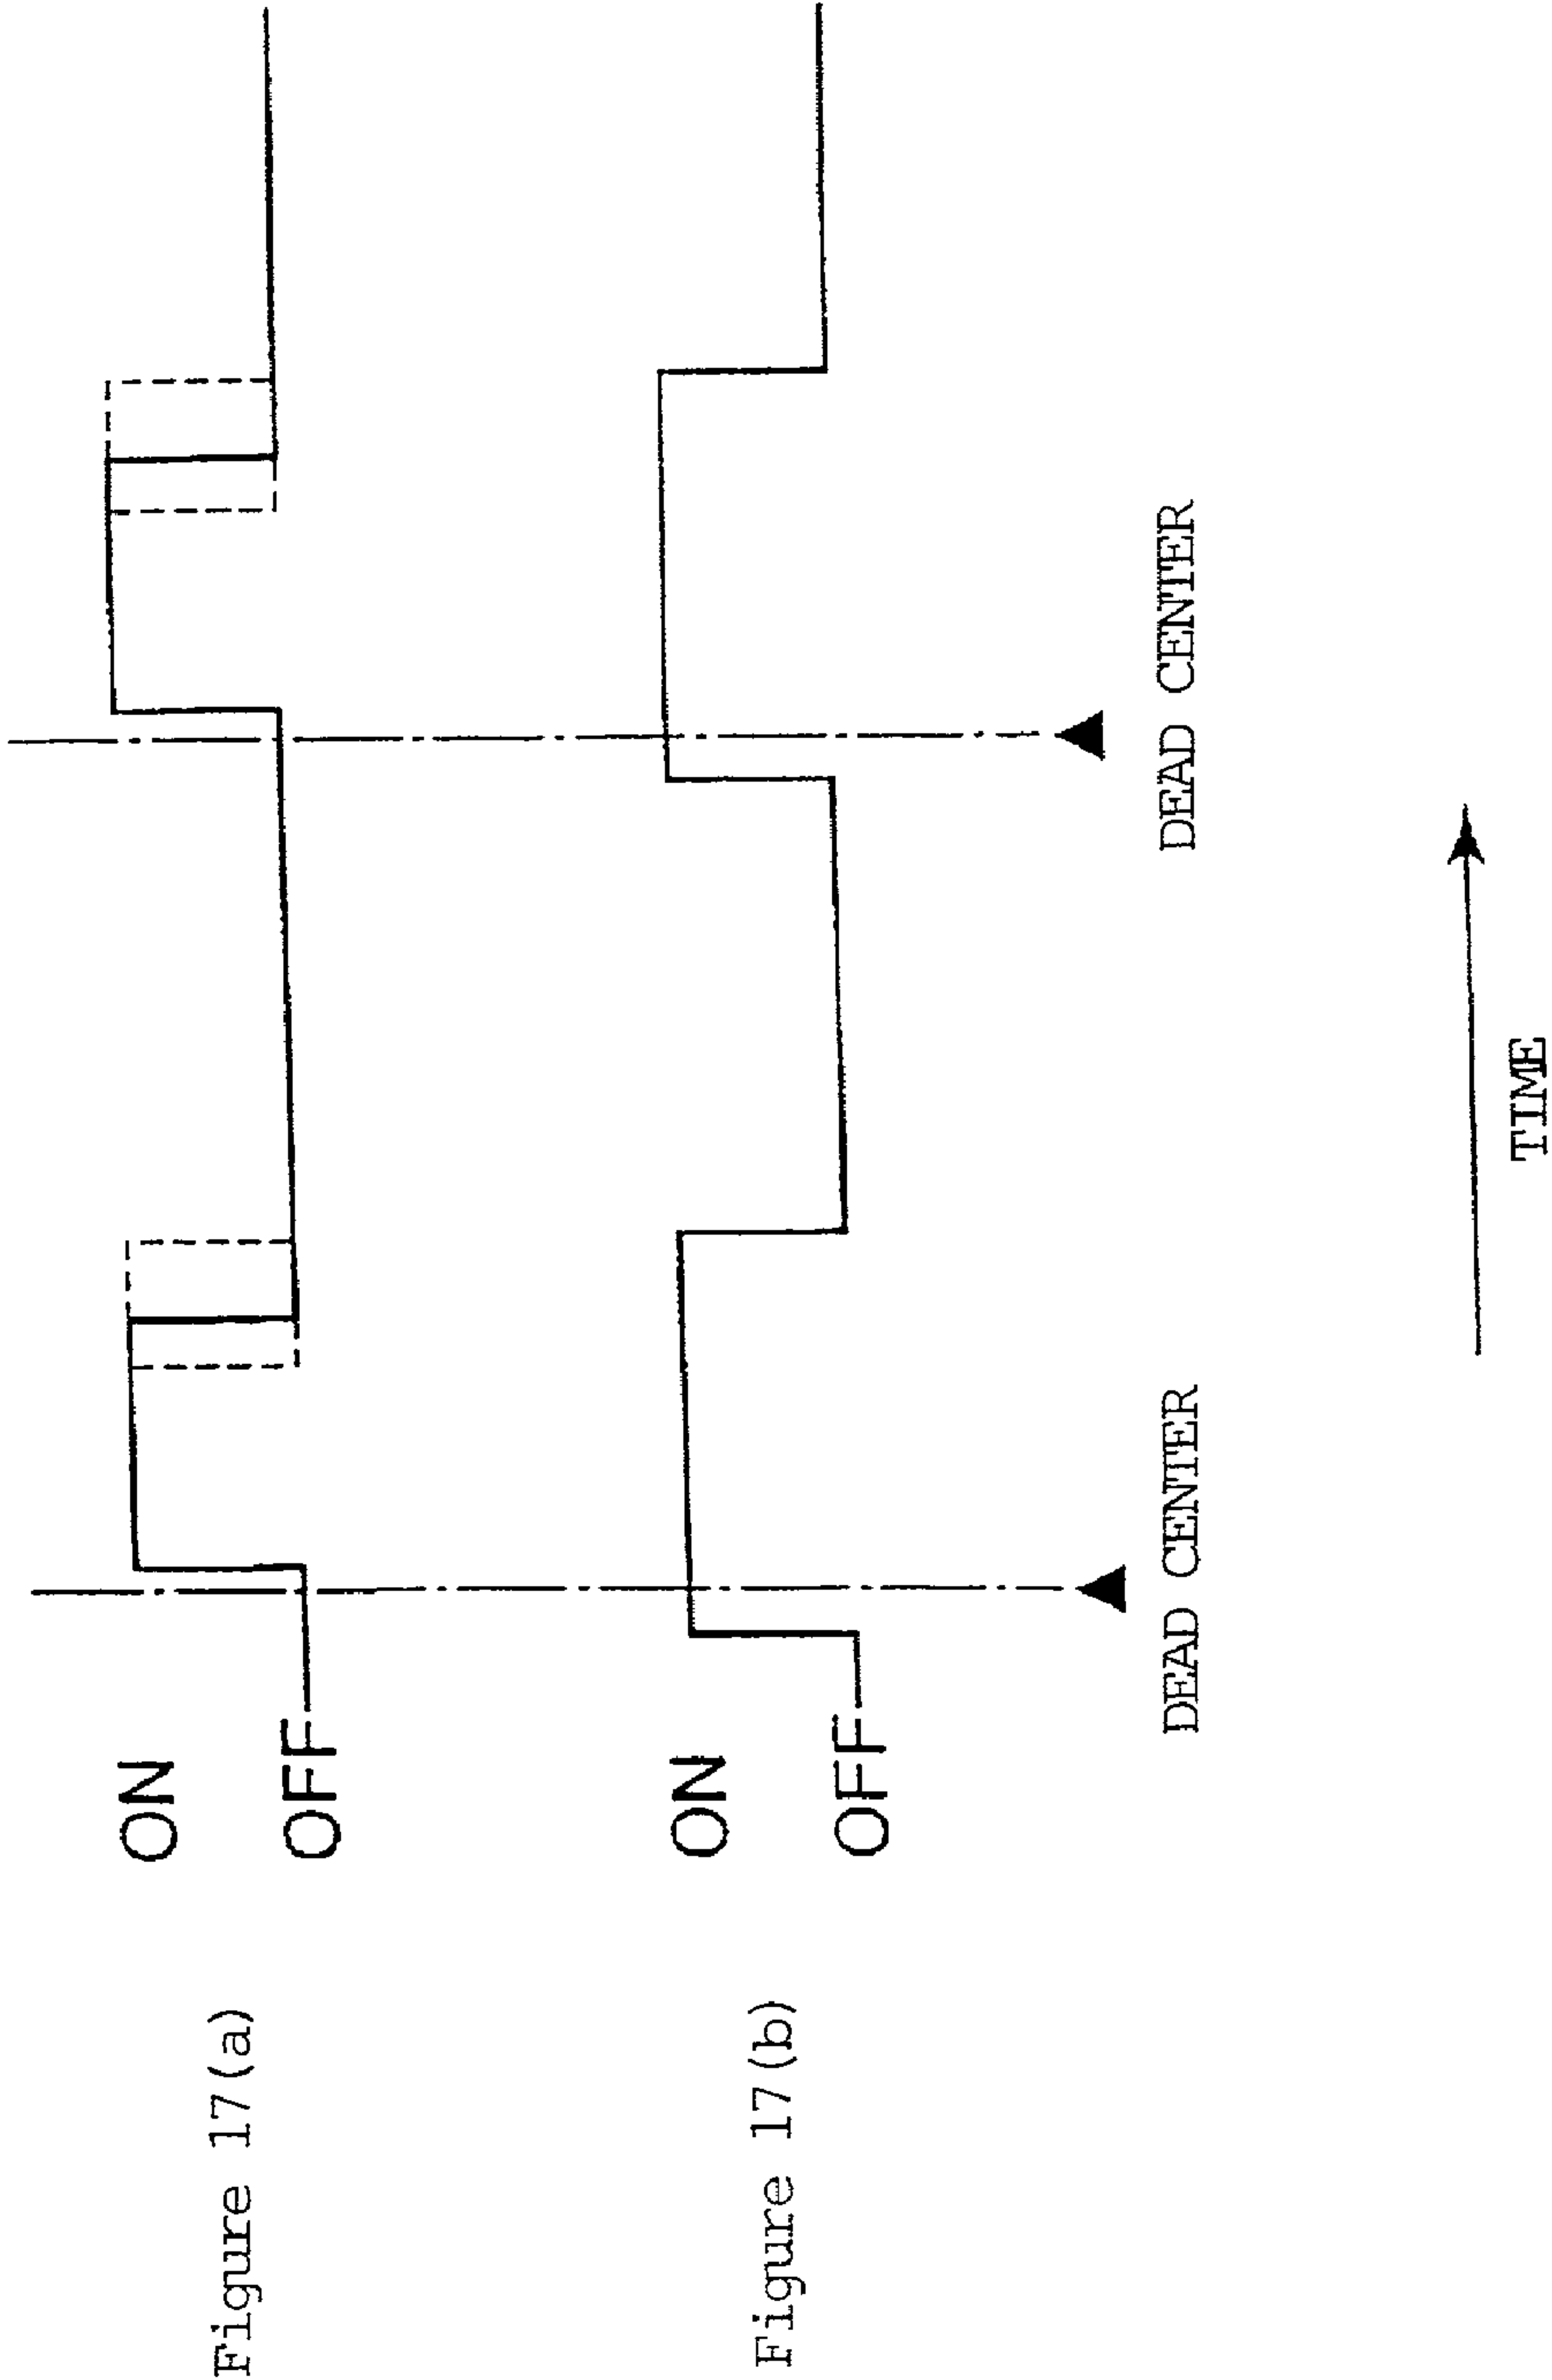 Figure 17(a)
ON
OFF
Figure 17(b)
ON
OFF
DEAD CENTER
DEAD CENTER
TIME